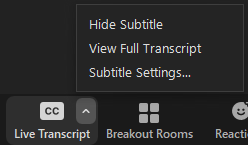 Hide Subtitle
View Full Transcript
Subtitle Settings...
CC
Live Transcript
Breakout Rooms
Reacti